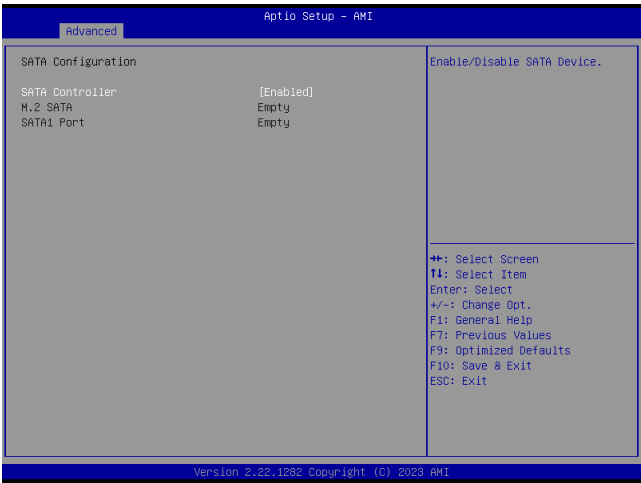 Aptio Setup – AMI
Advanced
SATA Configuration
SATA Controller [Enabled]
M.2 SATA Empty
SATA1 Port Empty
Enable/Disable SATA Device.
→←: Select Screen
↑↓: Select Item
Enter: Select
+/-: Change Opt.
F1: General Help
F7: Previous Values
F9: Optimized Defaults
F10: Save & Exit
ESC: Exit
Version 2.22.1282 Copyright (C) 2023 AMI